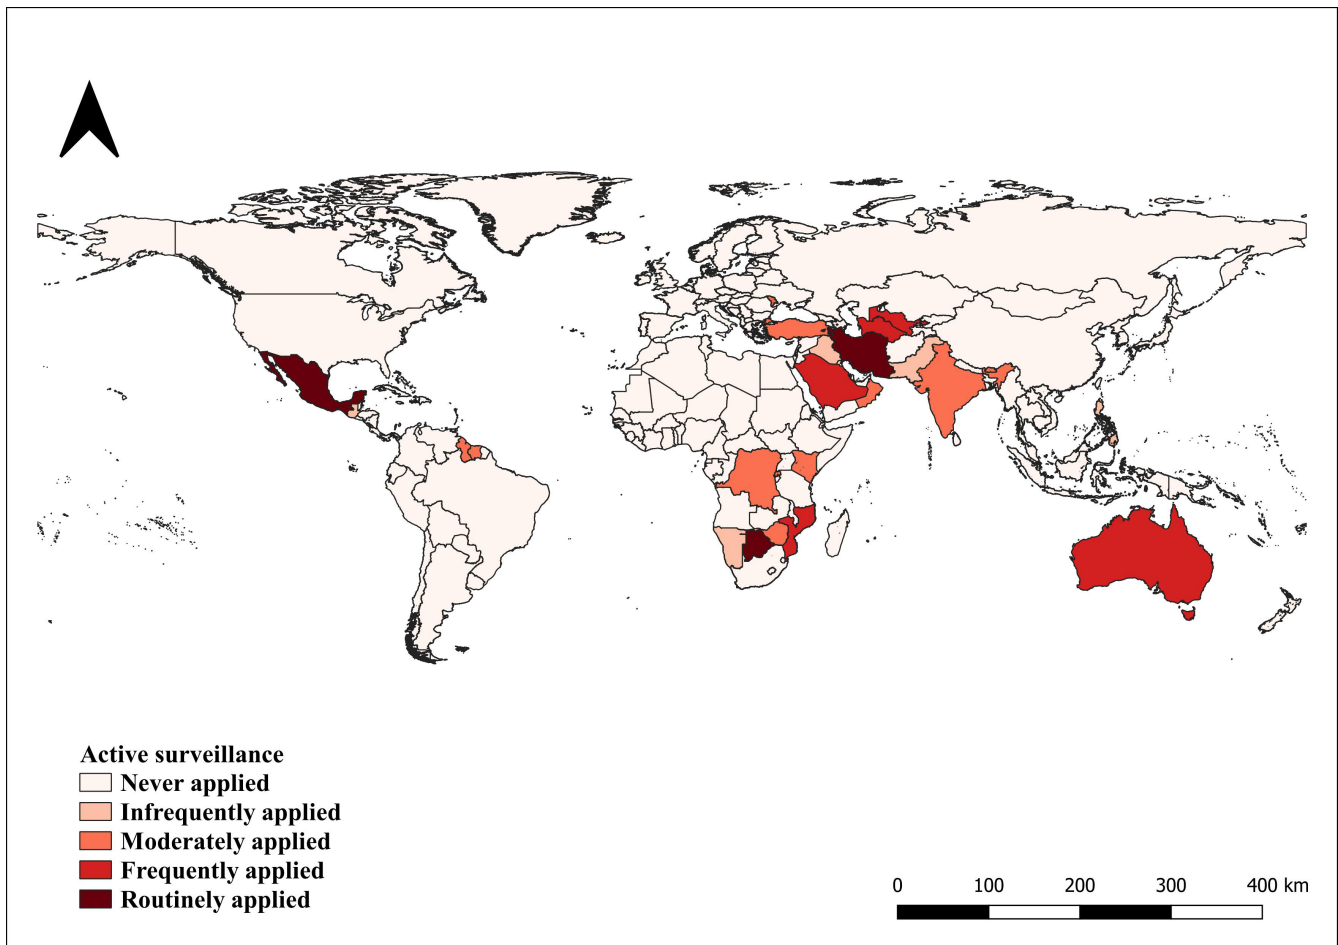 Active surveillance
Never applied
Infrequently applied
Moderately applied
Frequently applied
Routinely applied
0 100 200 300 400 km